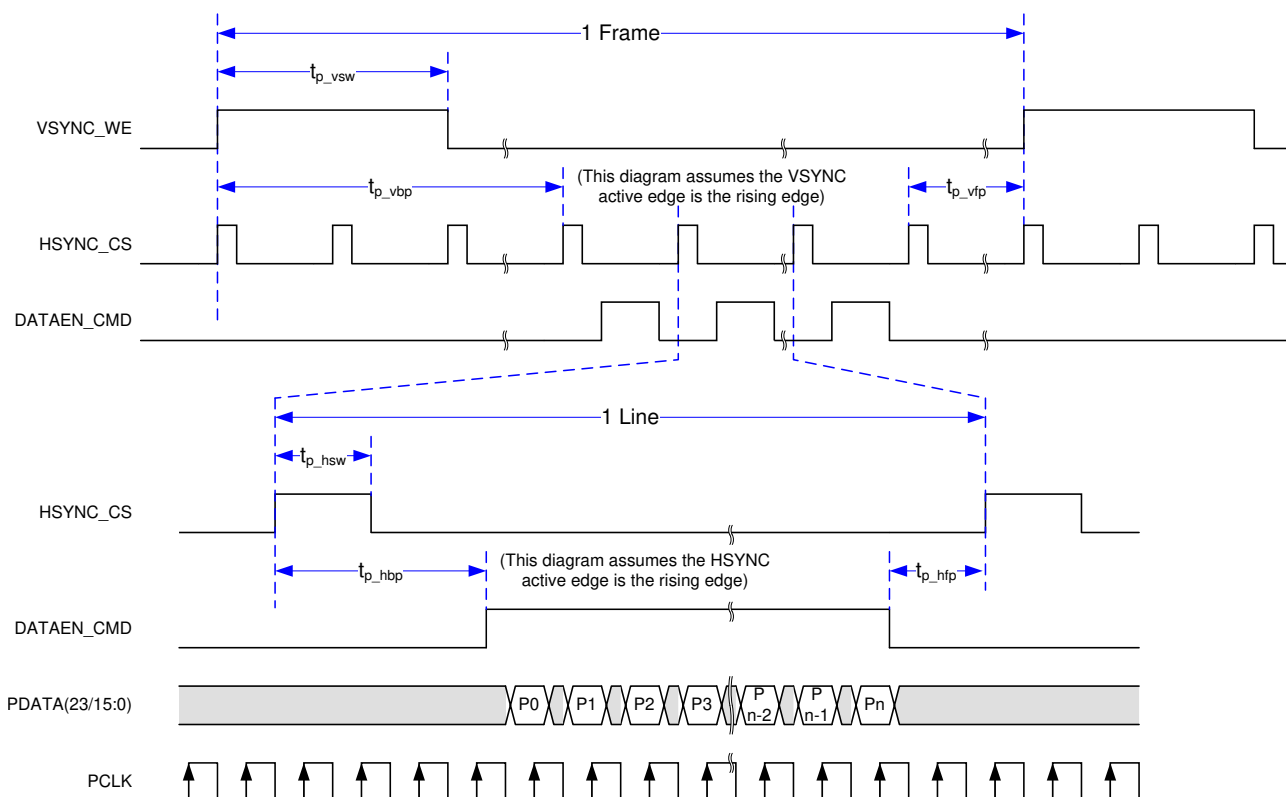 1 Frame
tp_vsw
VSYNC_WE
tp_vbp
(This diagram assumes the VSYNC
active edge is the rising edge)
tp_vfp
HSYNC_CS
DATAEN_CMD
1 Line
tp_hsw
HSYNC_CS
tp_hbp
(This diagram assumes the HSYNC
active edge is the rising edge)
tp_hfp
DATAEN_CMD
PDATA(23/15:0)
P0
P1
P2
P3
P
n-2
P
n-1
Pn
PCLK